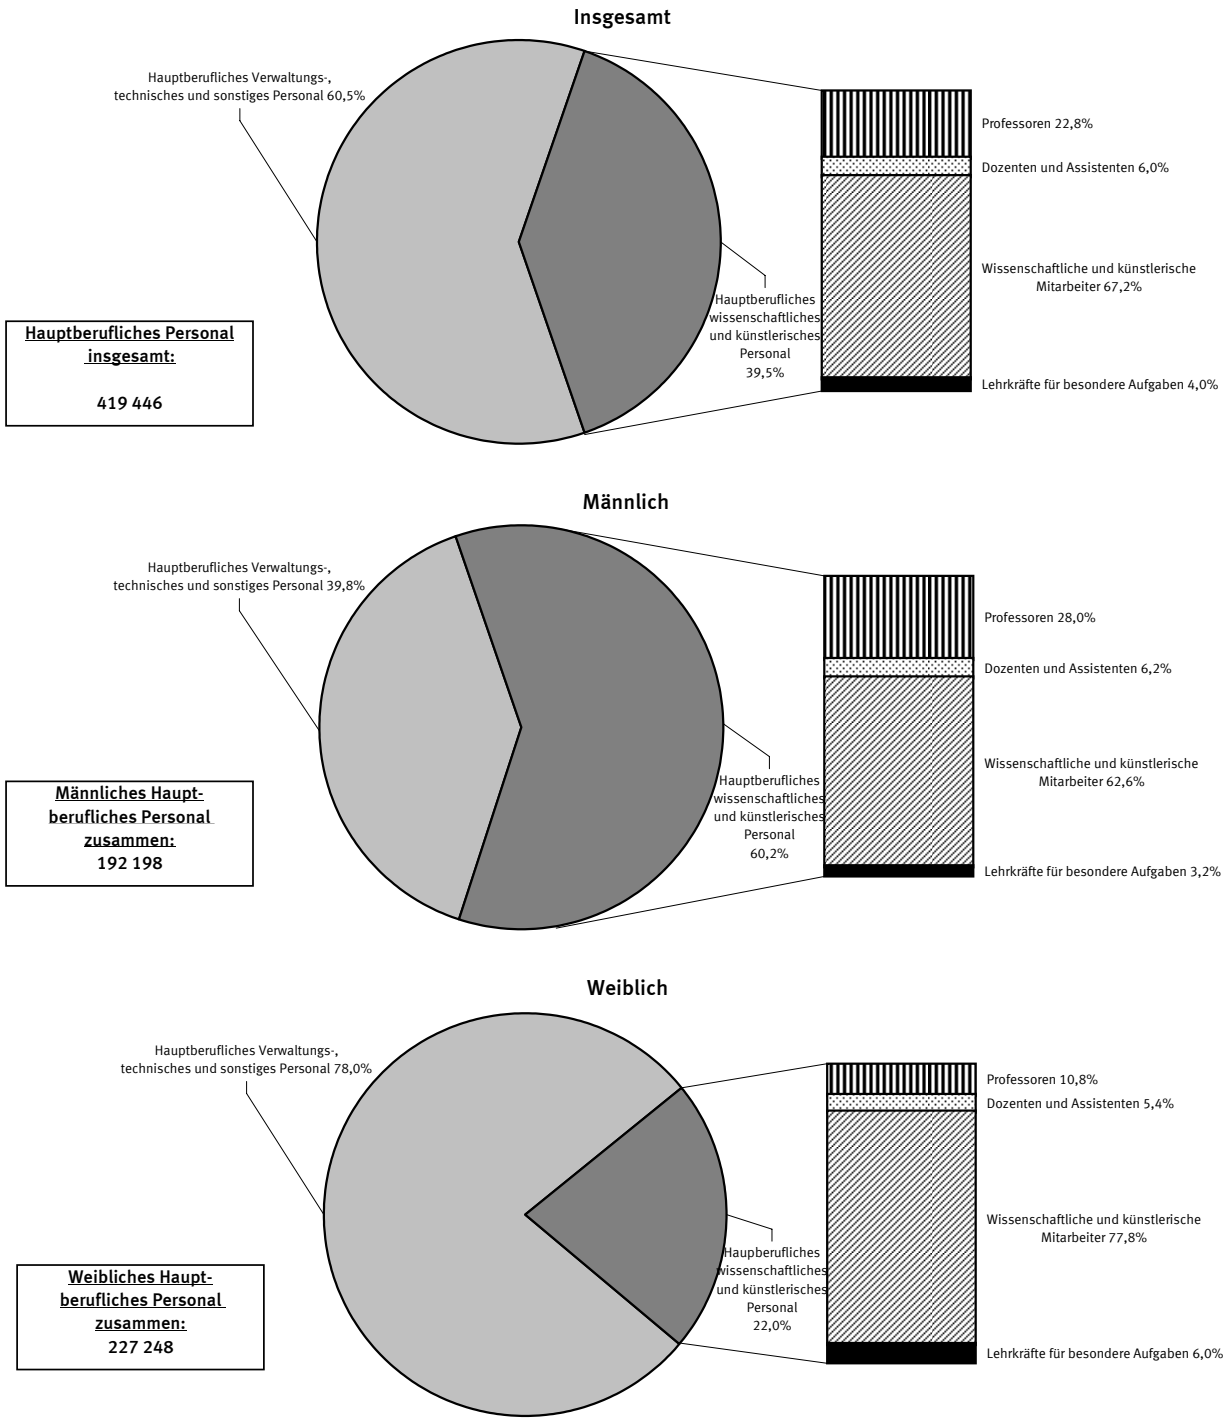 Insgesamt
Hauptberufliches Verwaltungs-,
technisches und sonstiges Personal 60,5%
Professoren 22,8%
Dozenten und Assistenten 6,0%
Wissenschaftliche und künstlerische
Mitarbeiter 67,2%
Lehrkräfte für besondere Aufgaben 4,0%
Hauptberufliches
wissenschaftliches
und künstlerisches
Personal
39,5%
Hauptberufliches Personal
insgesamt:
419 446
Männlich
Hauptberufliches Verwaltungs-,
technisches und sonstiges Personal 39,8%
Professoren 28,0%
Dozenten und Assistenten 6,2%
Wissenschaftliche und künstlerische
Mitarbeiter 62,6%
Lehrkräfte für besondere Aufgaben 3,2%
Hauptberufliches
wissenschaftliches
und künstlerisches
Personal
60,2%
Männliches Haupt-
berufliches Personal
zusammen:
192 198
Weiblich
Hauptberufliches Verwaltungs-,
technisches und sonstiges Personal 78,0%
Professoren 10,8%
Dozenten und Assistenten 5,4%
Wissenschaftliche und künstlerische
Mitarbeiter 77,8%
Lehrkräfte für besondere Aufgaben 6,0%
Hauptberufliches
wissenschaftliches
und künstlerisches
Personal
22,0%
Weibliches Haupt-
berufliches Personal
zusammen:
227 248